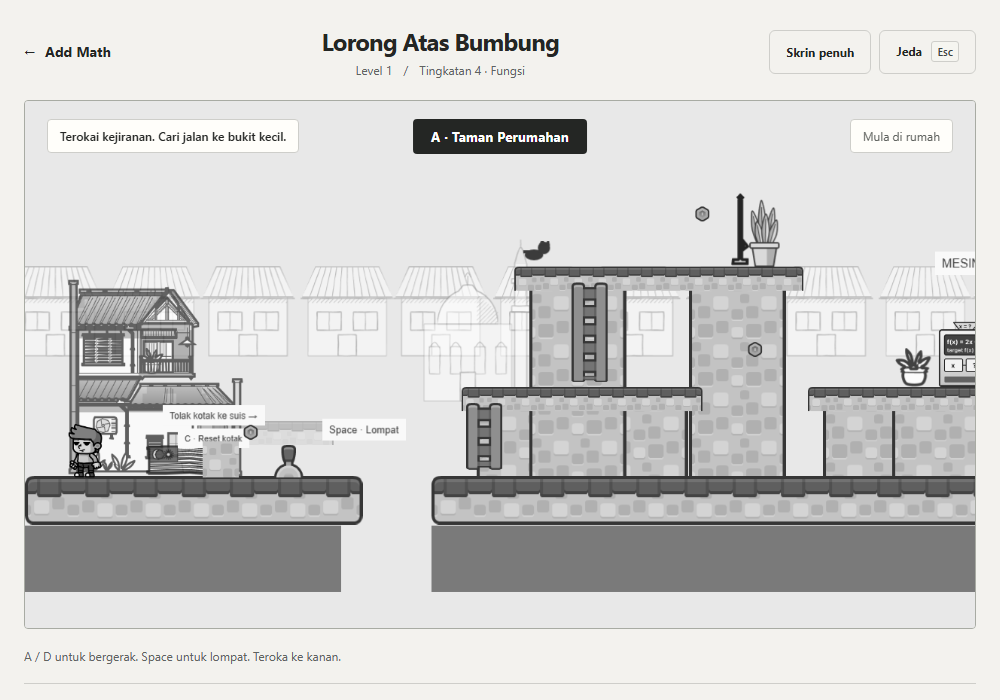 ← Add Math
Lorong Atas Bumbung
Level 1 / Tingkatan 4 · Fungsi
Skrin penuh
Jeda Esc
Terokai kejiranan. Cari jalan ke bukit kecil.
A · Taman Perumahan
Mula di rumah
MESIN
f(x) = 2x
target f(x)
x
Tolak kotak ke suis →
C · Reset kotak
Space · Lompat
A / D untuk bergerak. Space untuk lompat. Teroka ke kanan.